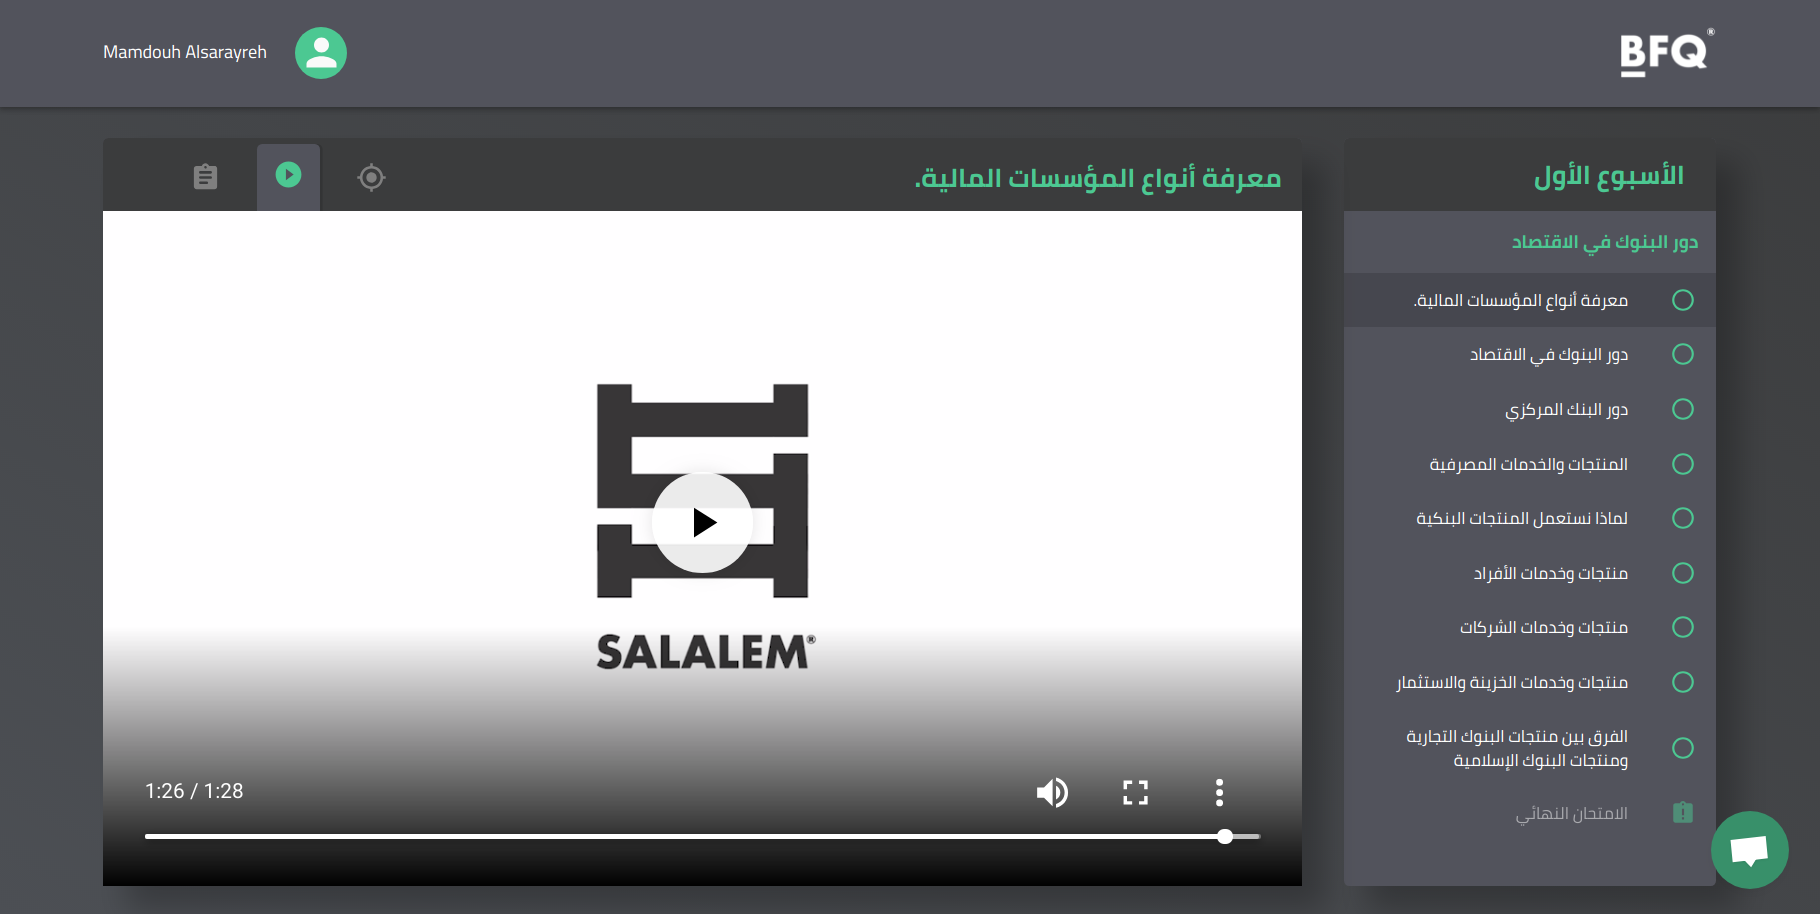 Mamdouh Alsarayreh
BFQ®
معرفة أنواع المؤسسات المالية.
SALALEM®
1:26 / 1:28
الأسبوع الأول
دور البنوك في الاقتصاد
معرفة أنواع المؤسسات المالية.
دور البنوك في الاقتصاد
دور البنك المركزي
المنتجات والخدمات المصرفية
لماذا نستعمل المنتجات البنكية
منتجات وخدمات الأفراد
منتجات وخدمات الشركات
منتجات وخدمات الخزينة والاستثمار
الفرق بين منتجات البنوك التجارية
ومنتجات البنوك الإسلامية
الامتحان النهائي